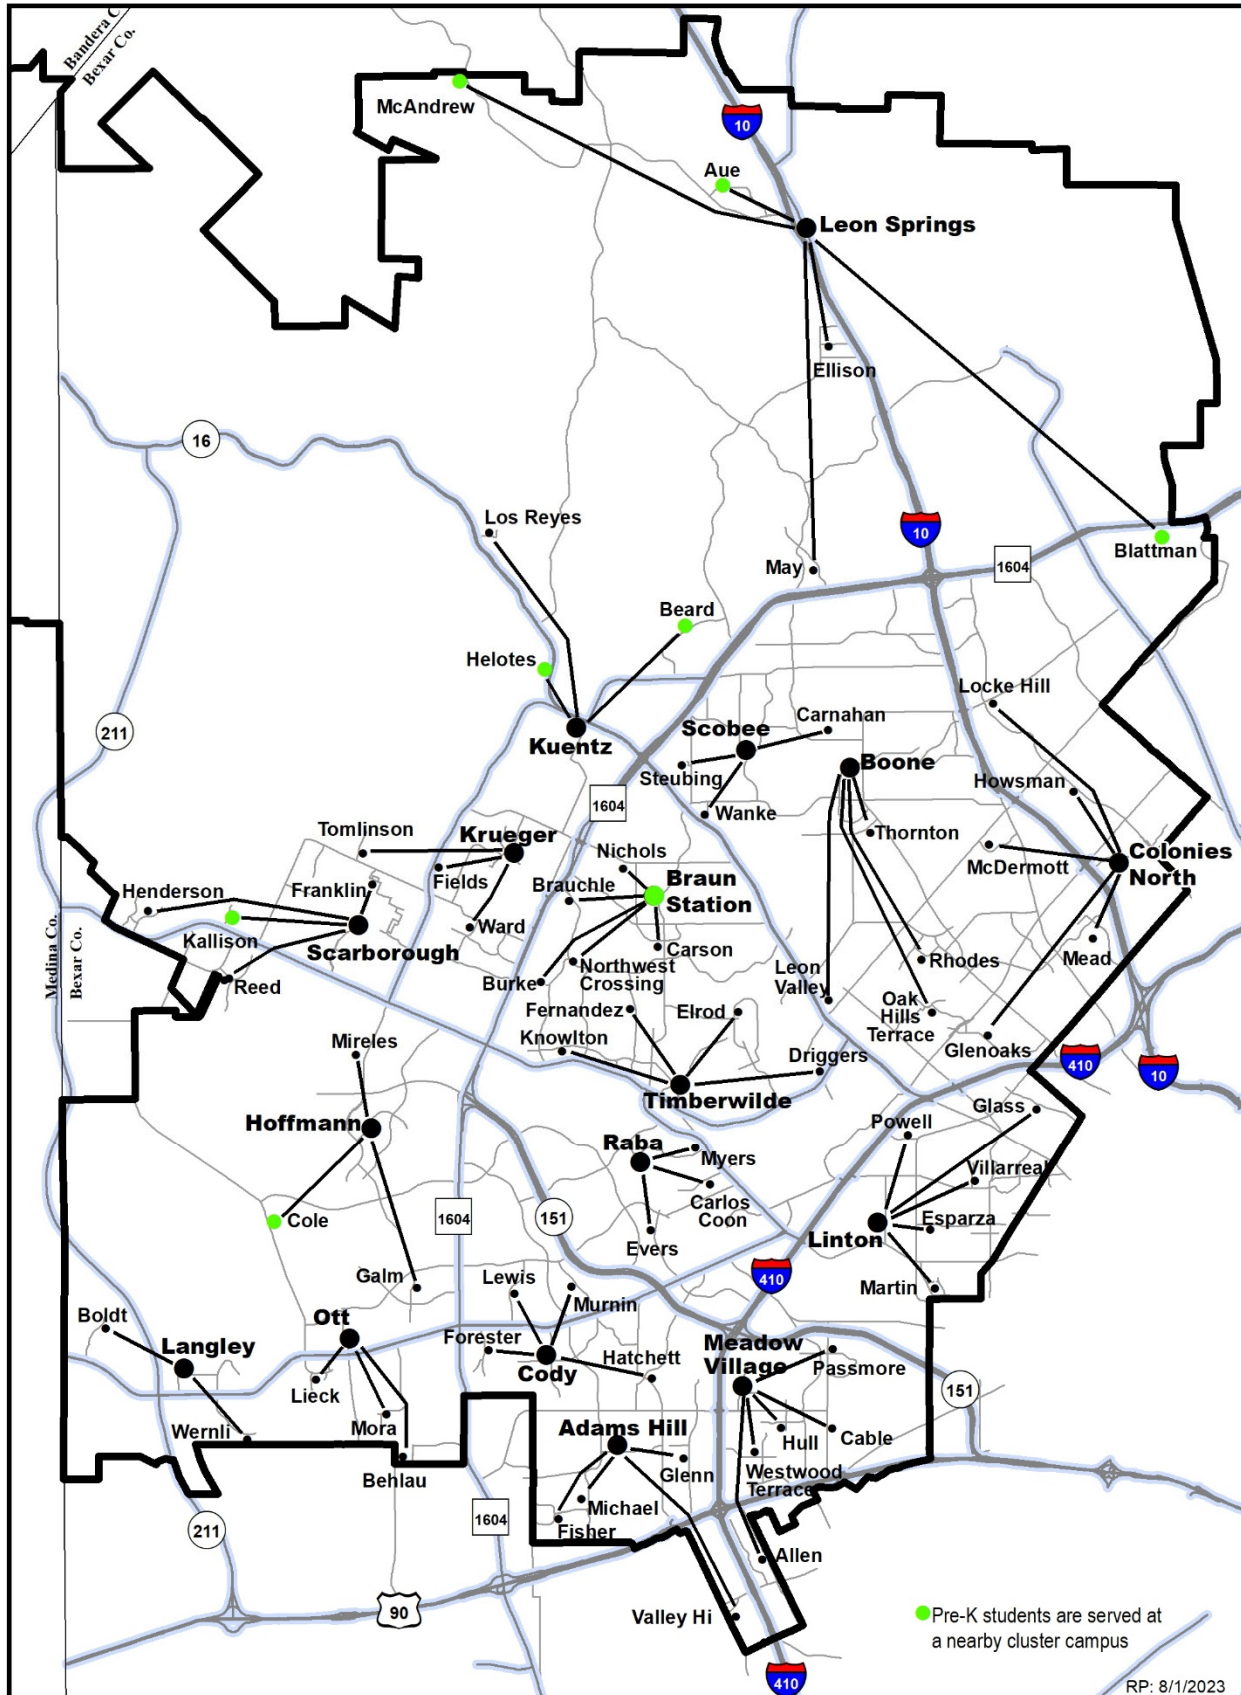 Bandera C
Bexar Co.
McAndrew
10
Aue
Leon Springs
Ellison
16
Los Reyes
10
May
1604
Blattman
Beard
Helotes
Locke Hill
211
Kuentz
Scobee
Carnahan
Steubing
Boone
Howsman
1604
Wanke
Tomlinson
Krueger
Thornton
Nichols
McDermott
Colonies
North
Henderson
Franklin
Fields
Brauchle
Braun
Station
Kallison
Scarborough
Ward
Carson
Mead
Medina Co.
Bexar Co.
Reed
Burke
Northwest
Crossing
Leon
Valley
Rhodes
Fernandez
Elrod
Oak
Hills
Terrace
Mireles
Knowlton
Driggers
Glenoaks
410
10
Timberwilde
Hoffmann
Glass
Powell
Raba
Myers
Villarreal
Carlos
Coon
Cole
1604
151
Evers
Linton
Esparza
410
Galm
Lewis
Murnin
Martin
Boldt
Ott
Langley
Forester
Cody
Hatchett
Meadow
Village
Passmore
151
Lieck
Wernli
Mora
Adams Hill
Hull
Cable
Behlau
Glenn
Westwood
Terrace
Michael
1604
Fisher
211
Allen
90
Valley Hi
Pre-K students are served at
a nearby cluster campus
410
RP: 8/1/2023